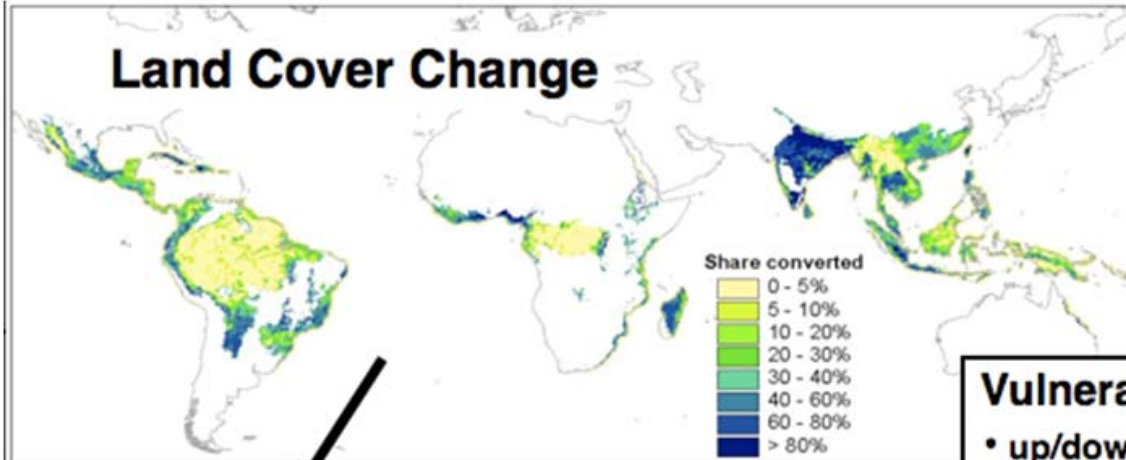 Land Cover Change
Share converted
0 - 5%
5 - 10%
10 - 20%
20 - 30%
30 - 40%
40 - 60%
60 - 80%
> 80%
Vulnera
• up/dow